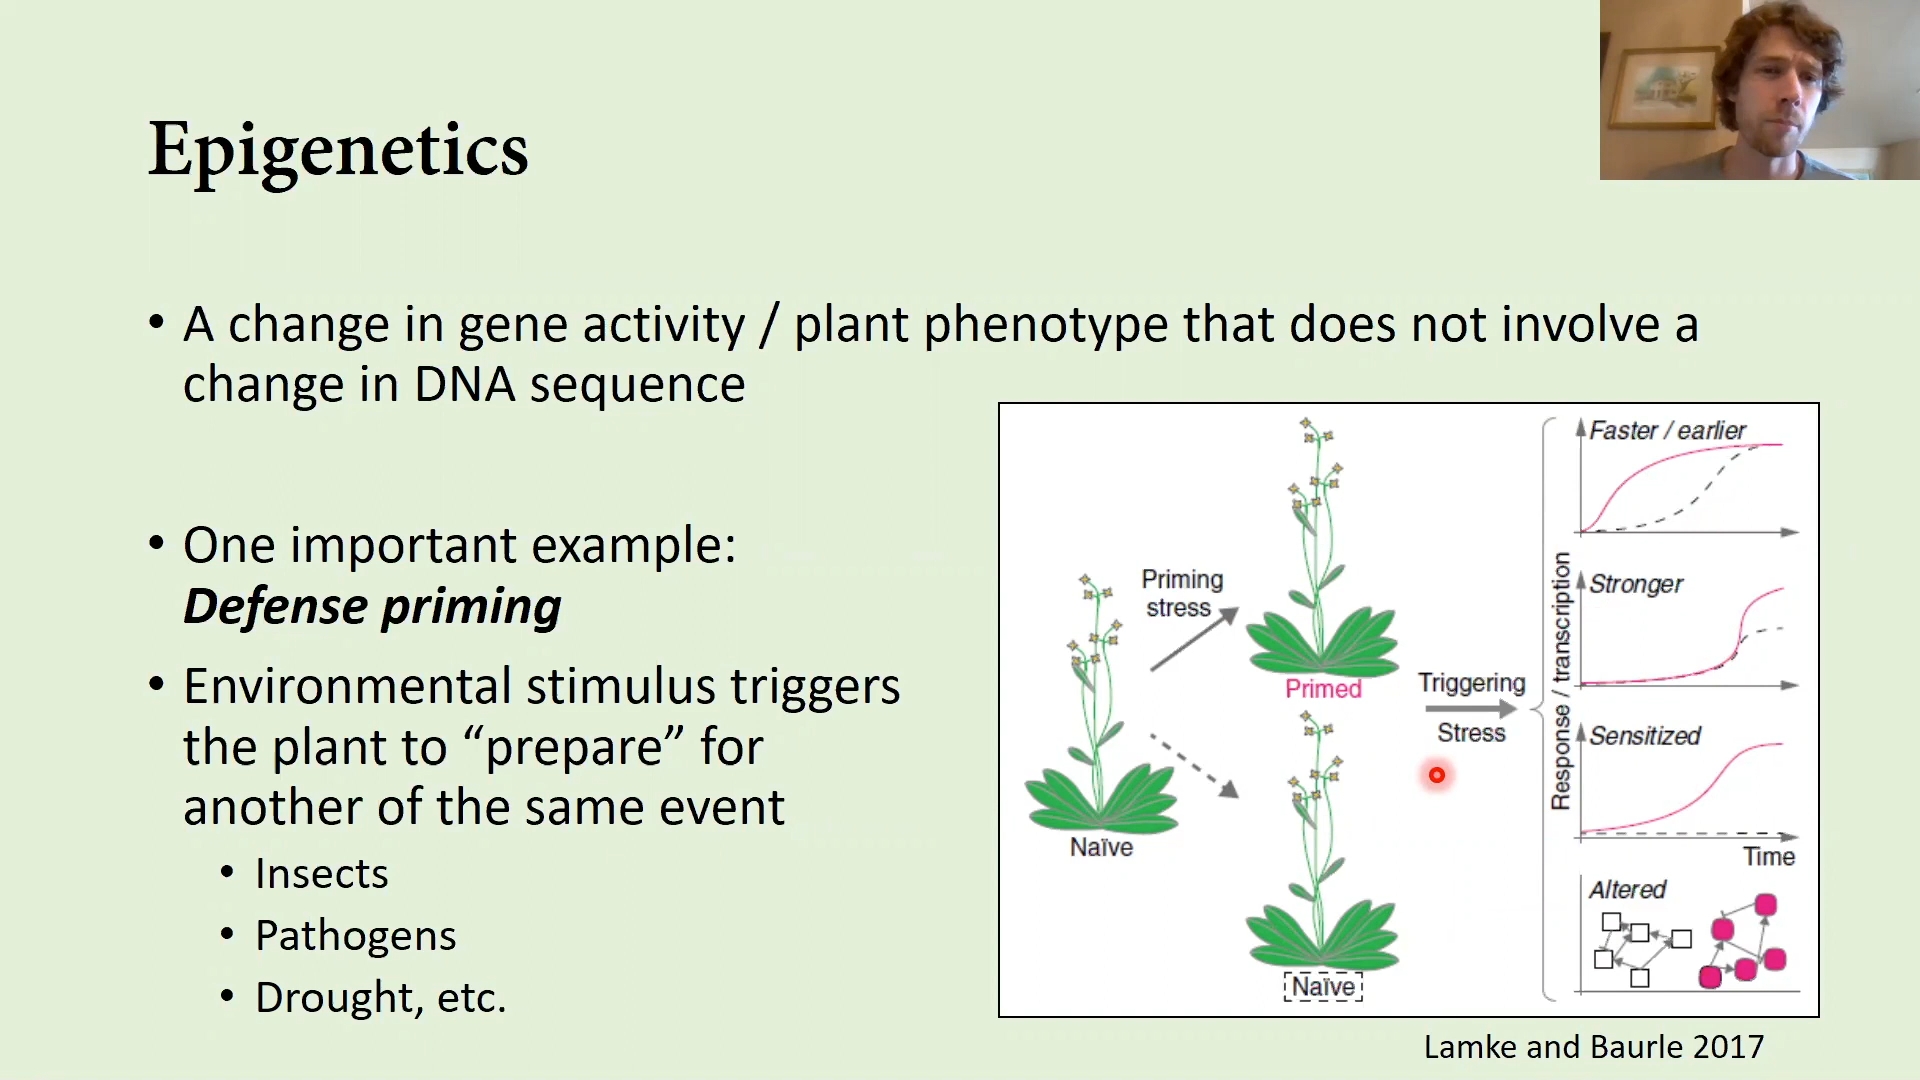 Epigenetics
• A change in gene activity / plant phenotype that does not involve a
change in DNA sequence
• One important example:
Defense priming
• Environmental stimulus triggers
the plant to “prepare” for
another of the same event
• Insects
• Pathogens
• Drought, etc.
Naïve
Priming
stress
Primed
Naïve
Triggering
Stress
Response / transcription
Faster / earlier
Stronger
Sensitized
Time
Altered
Lamke and Baurle 2017